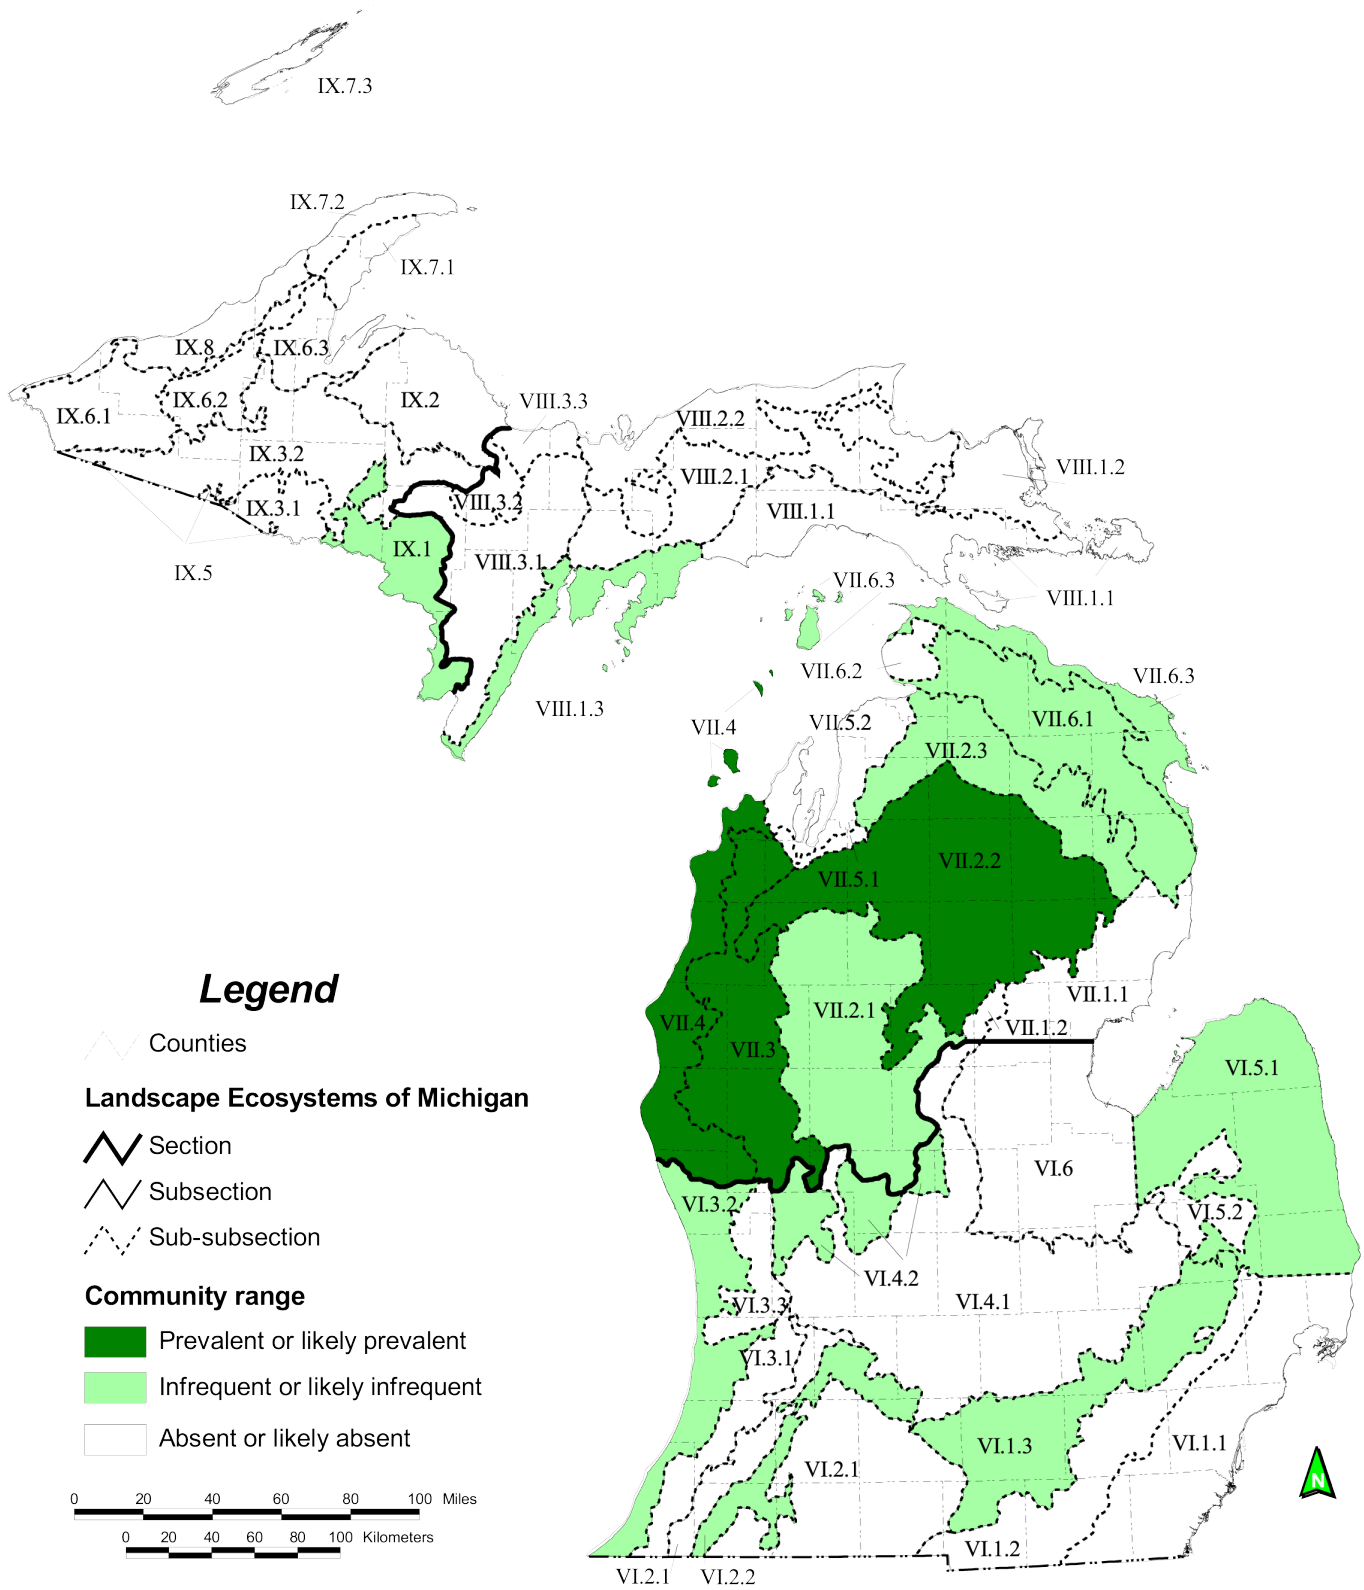 IX.7.3
IX.7.2
IX.7.1
IX.8
IX.6.3
IX.6.1
IX.6.2
IX.2
VIII.3.3
VIII.2.2
IX.3.2
VIII.2.1
VIII.1.2
IX.3.1
VIII.3.2
VIII.1.1
IX.1
VIII.3.1
IX.5
VII.6.3
VIII.1.1
VII.6.2
VII.6.3
VIII.1.3
VII.4
VII.5.2
VII.6.1
VII.2.3
VII.5.1
VII.2.2
VII.1.1
VII.2.1
VII.4
VII.3
VII.1.2
VI.5.1
VI.6
VI.3.2
VI.5.2
VI.4.2
VI.3.3
VI.4.1
VI.3.1
VI.1.3
VI.1.1
VI.2.1
VI.1.2
VI.2.1
VI.2.2
Legend
Counties
Landscape Ecosystems of Michigan
Section
Subsection
Sub-subsection
Community range
Prevalent or likely prevalent
Infrequent or likely infrequent
Absent or likely absent
0 20 40 60 80 100 Miles
0 20 40 60 80 100 Kilometers
N